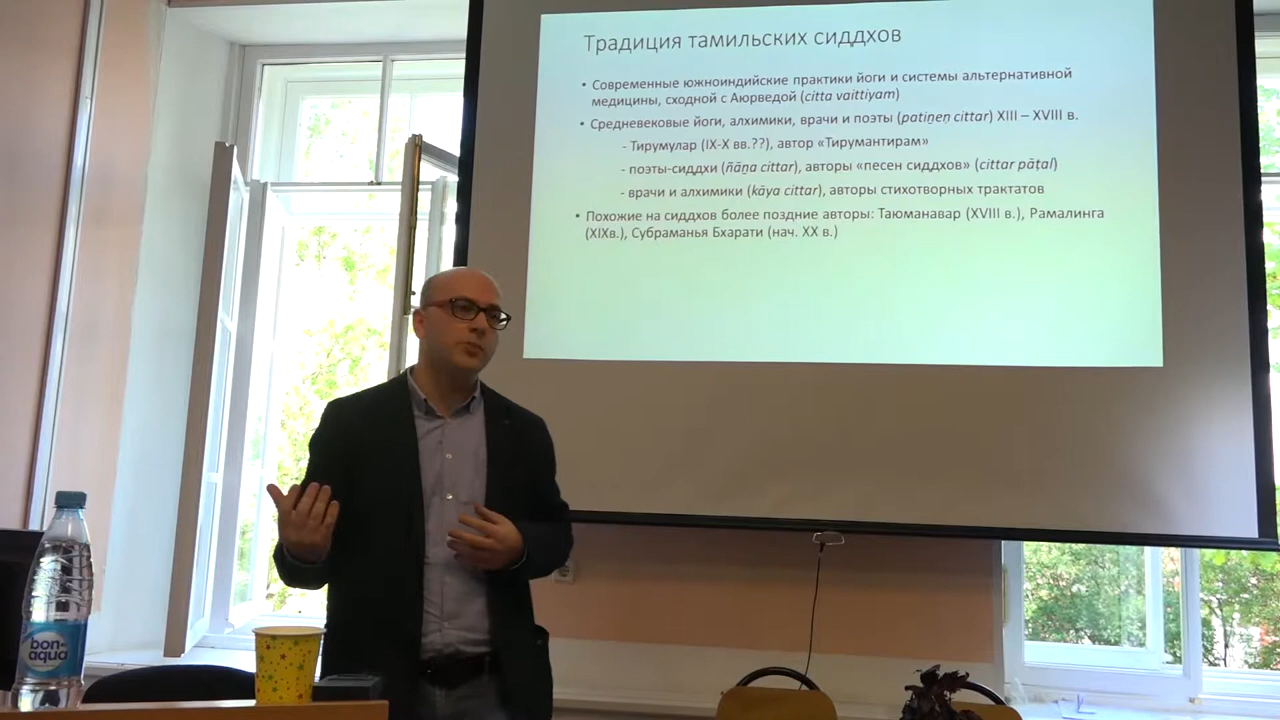 Традиция тамильских сиддхов
• Современные южноиндийские практики йоги и системы альтернативной
медицины, сходной с Аюрведой (citta vaittiyam)
• Средневековые йоги, алхимики, врачи и поэты (patiṉeṉ cittar) XIII – XVIII в.
- Тирумулар (IX-X вв.??), автор «Тирумантирам»
- поэты-сиддхи (ñāṉa cittar), авторы «песен сиддхов» (cittar pāṭal)
- врачи и алхимики (kāya cittar), авторы стихотворных трактатов
• Похожие на сиддхов более поздние авторы: Таюманавар (XVIII в.), Рамалинга
(XIXв.), Субраманья Бхарати (нач. XX в.)
bon
aqua